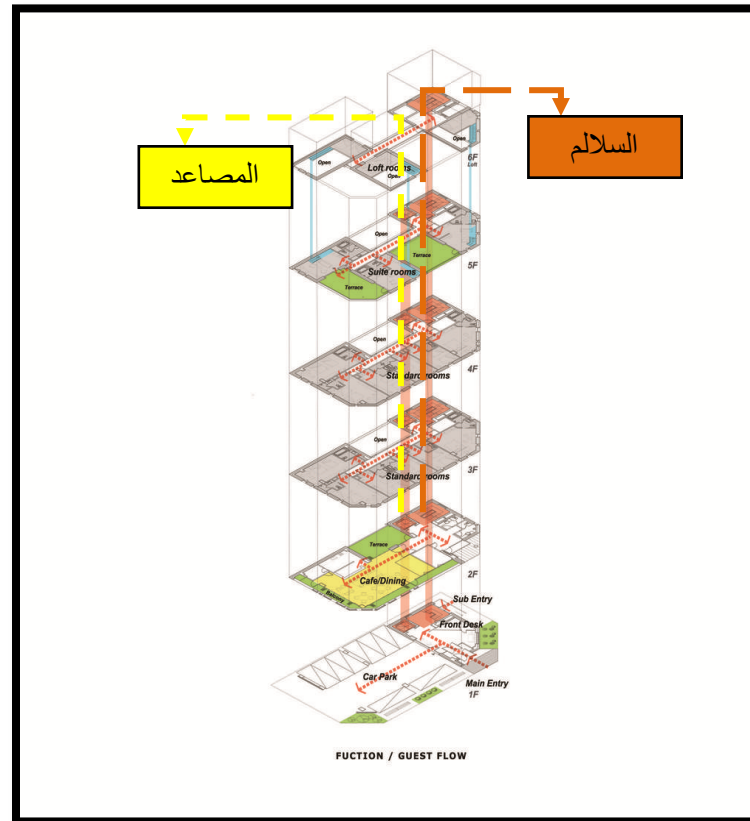 السلالم
المصاعد
Open
Open
Loft rooms
Open
6F
Loft
Open
Terrace
Suite rooms
Terrace
5F
Open
Standard rooms
4F
Open
Standard rooms
3F
Terrace
Cafe/Dining
Balcony
2F
Sub Entry
Front Desk
Car Park
Main Entry
1F
FUCTION / GUEST FLOW